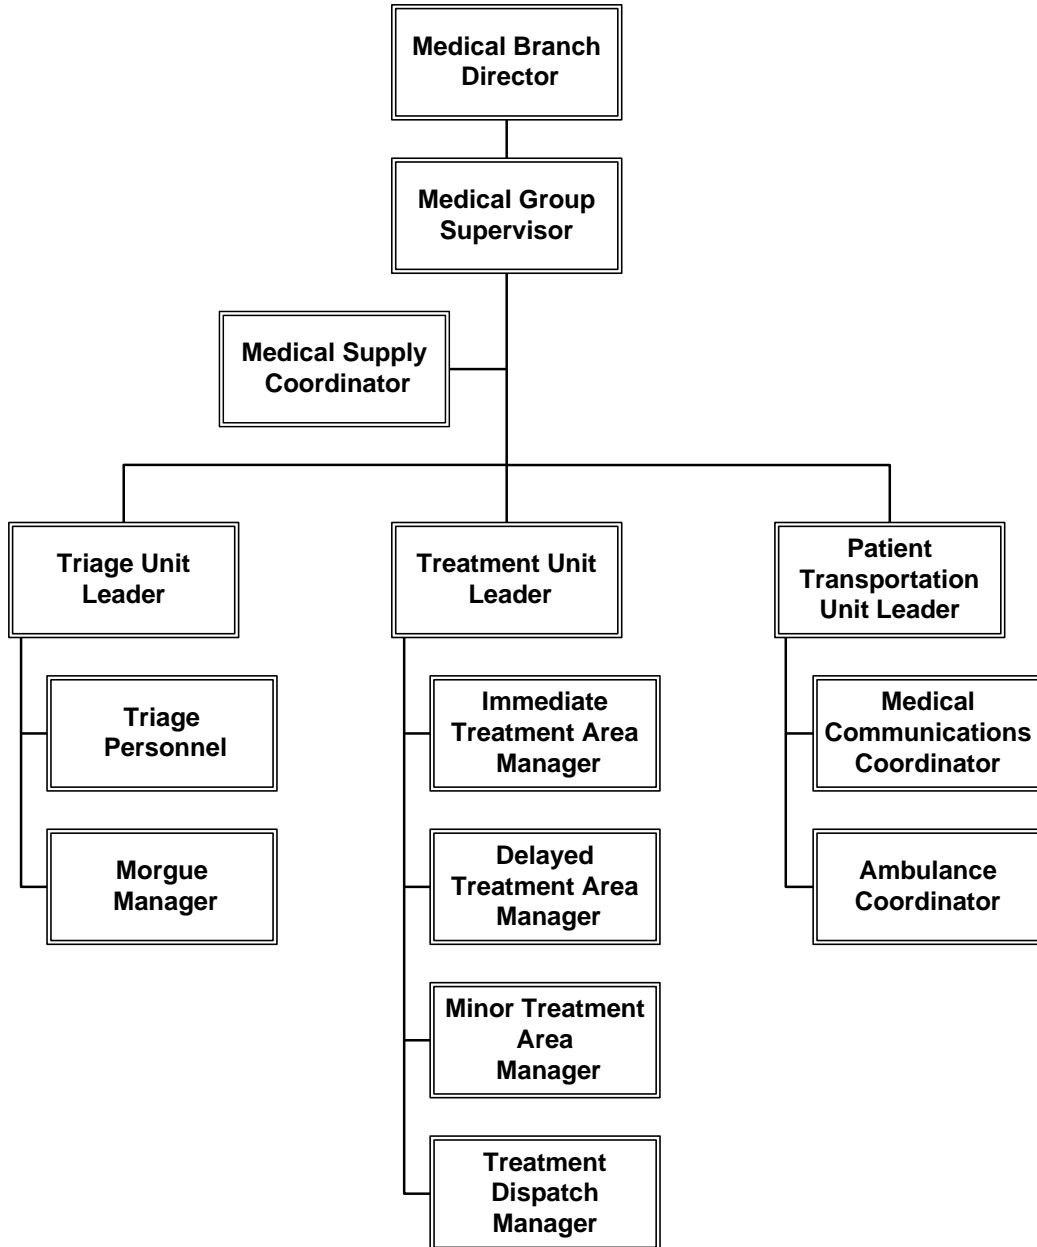 Medical Branch
Director
Medical Group
Supervisor
Medical Supply
Coordinator
Triage Unit
Leader
Treatment Unit
Leader
Patient
Transportation
Unit Leader
Triage
Personnel
Morgue
Manager
Immediate
Treatment Area
Manager
Delayed
Treatment Area
Manager
Minor Treatment
Area
Manager
Treatment
Dispatch
Manager
Medical
Communications
Coordinator
Ambulance
Coordinator